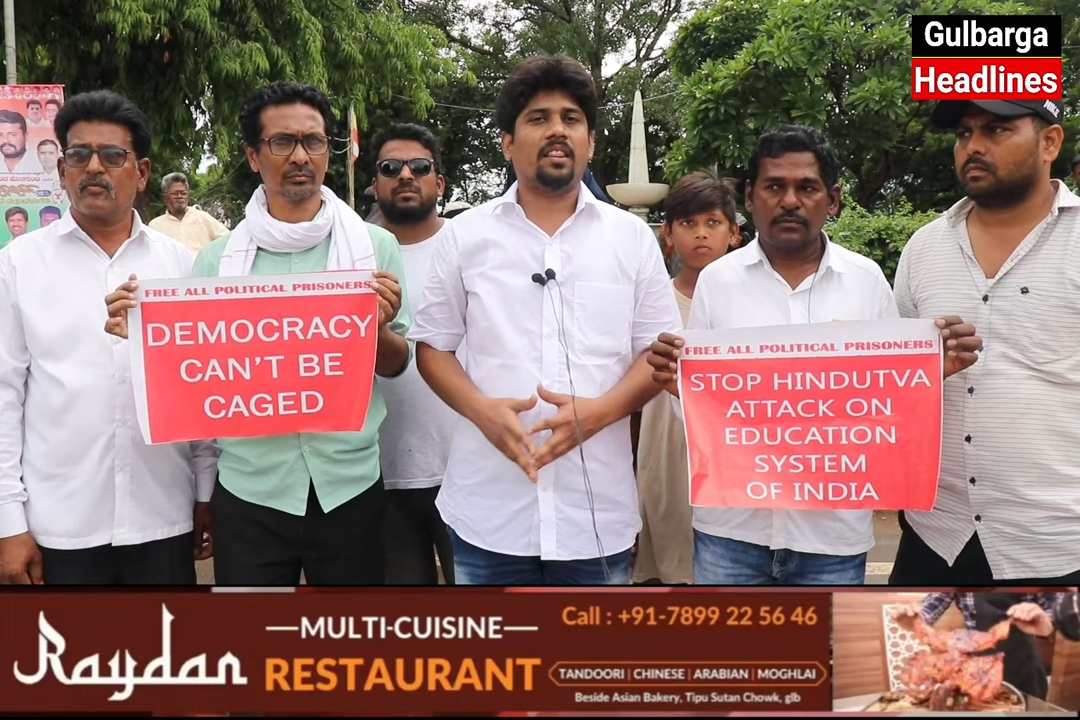 Gulbarga
Headlines
FREE ALL POLITICAL PRISONERS
DEMOCRACY
CAN'T BE
CAGED
FREE ALL POLITICAL PRISONERS
STOP HINDUTVA
ATTACK ON
EDUCATION
SYSTEM
OF INDIA
Raydan
—MULTI-CUISINE—
RESTAURANT
Call : +91-7899 22 56 46
TANDOORI | CHINESE | ARABIAN | MOGHLAI
Beside Asian Bakery, Tipu Sutan Chowk, glb